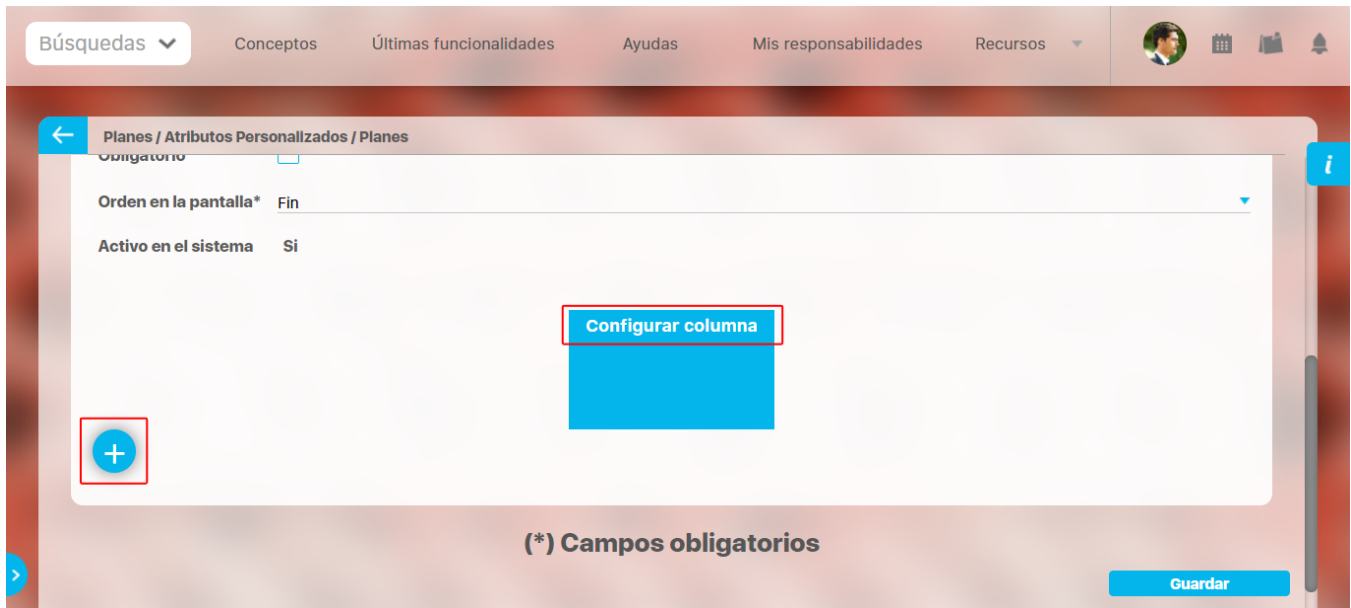 Búsquedas Conceptos Últimas funcionalidades Ayudas Mis responsabilidades Recursos
Planes / Atributos Personalizados / Planes
Obligatorio
Orden en la pantalla* Fin
Activo en el sistema Si
Configurar columna
(*) Campos obligatorios
Guardar